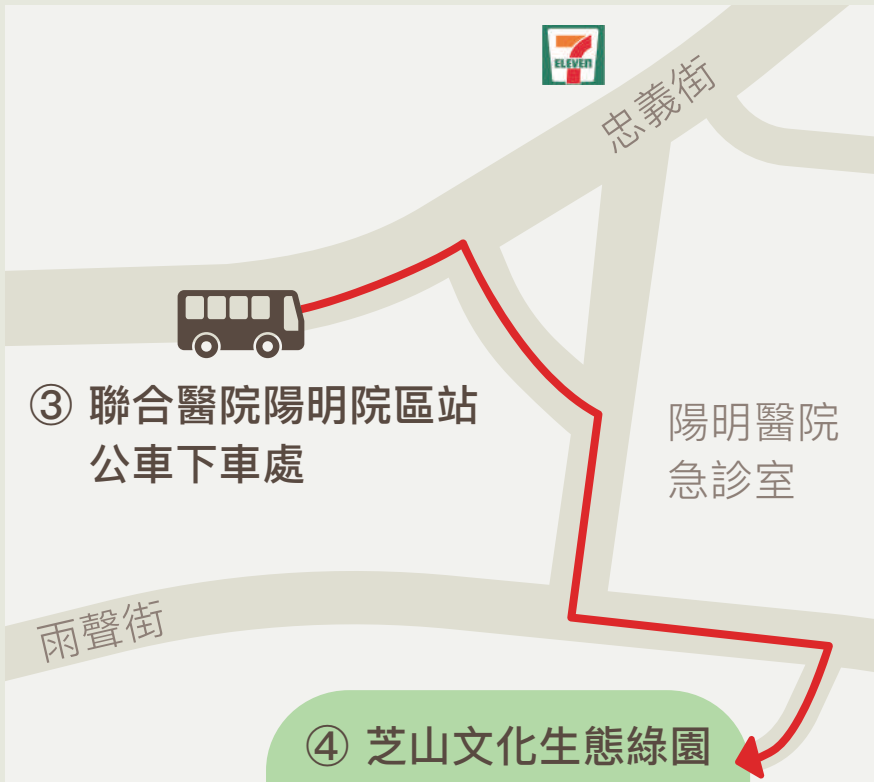 7
ELEVEN
忠義街
③ 聯合醫院陽明院區站
公車下車處
陽明醫院
急診室
雨聲街
④ 芝山文化生態綠園